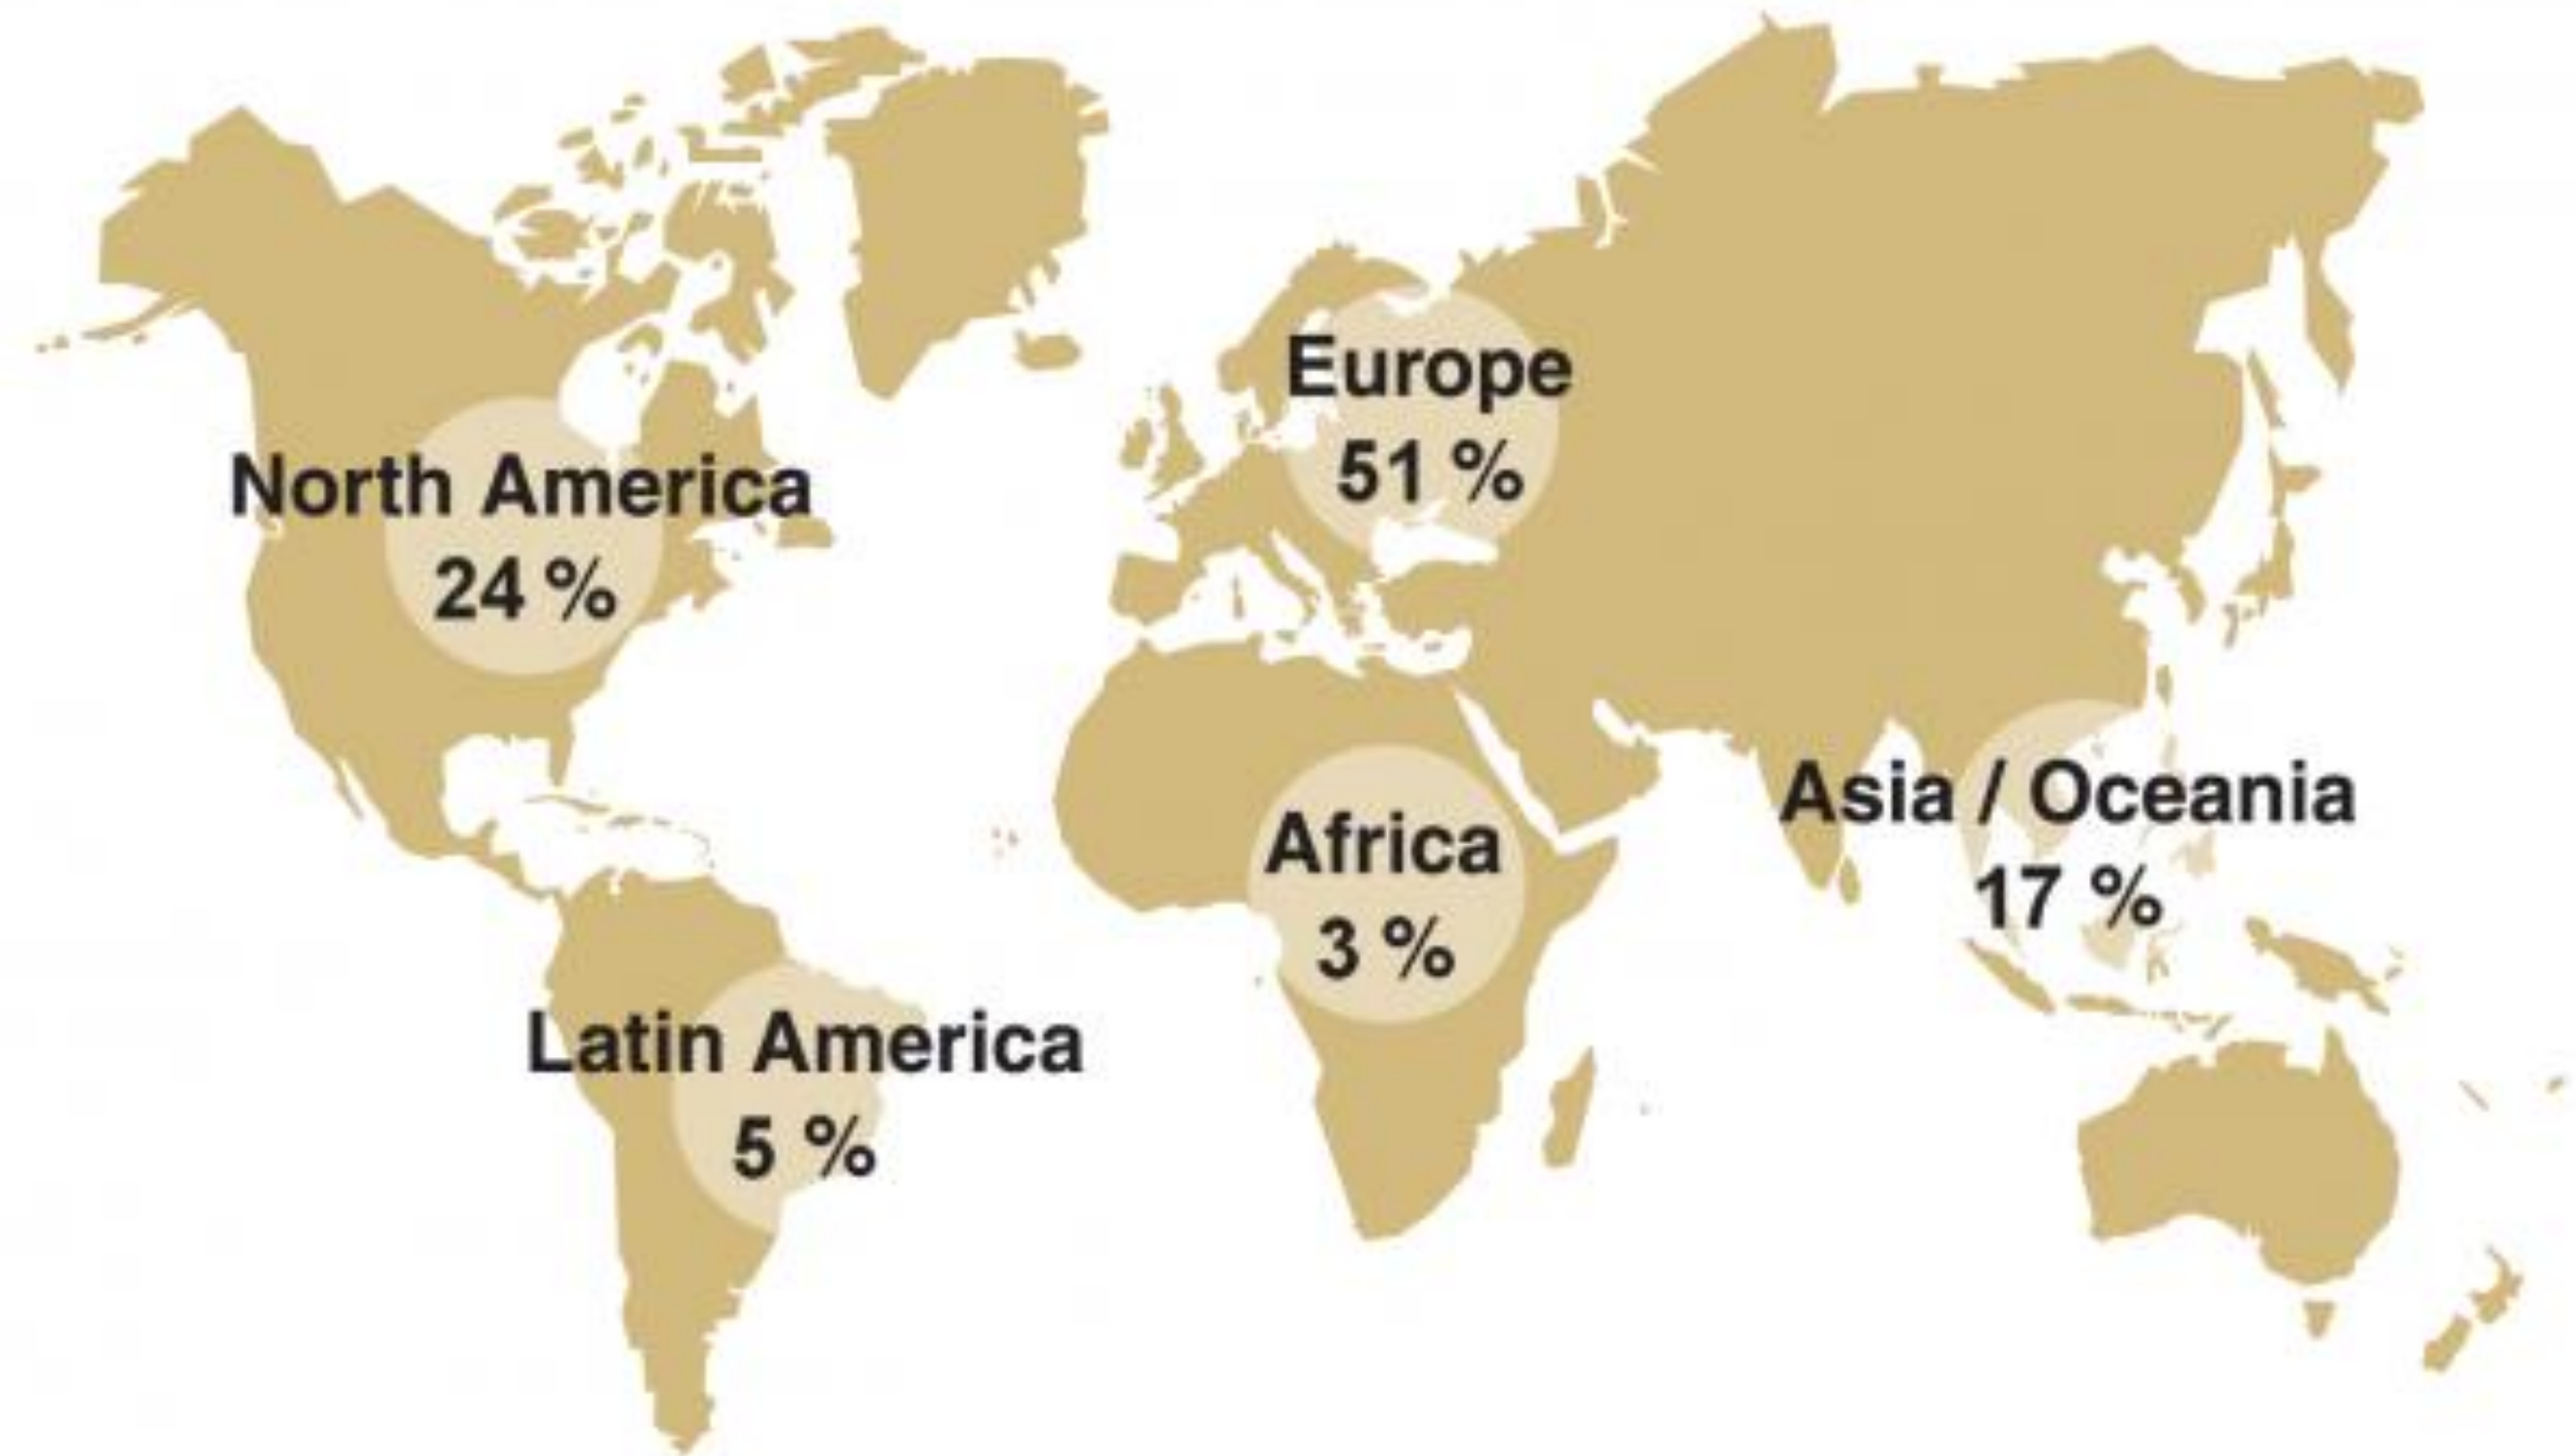 Europe
51 %
North America
24 %
Asia / Oceania
17 %
Africa
3 %
Latin America
5 %